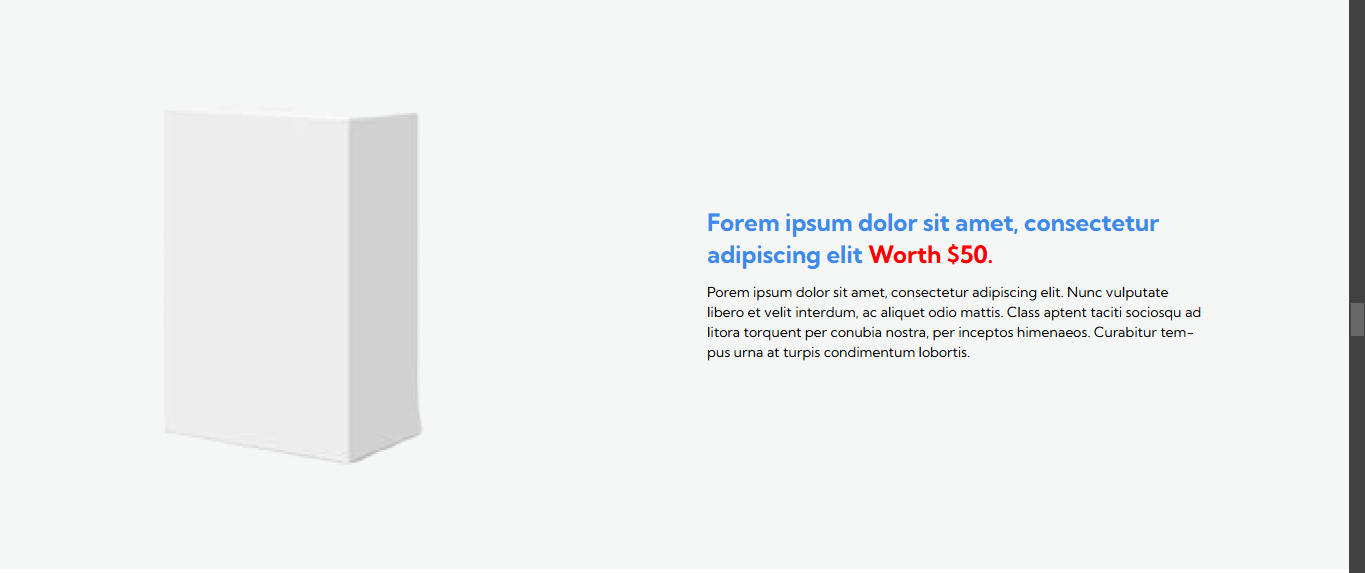 Forem ipsum dolor sit amet, consectetur
adipiscing elit Worth $50.
Porem ipsum dolor sit amet, consectetur adipiscing elit. Nunc vulputate
libero et velit interdum, ac aliquet odio mattis. Class aptent taciti sociosqu ad
litora torquent per conubia nostra, per inceptos himenaeos. Curabitur tem-
pus urna at turpis condimentum lobortis.